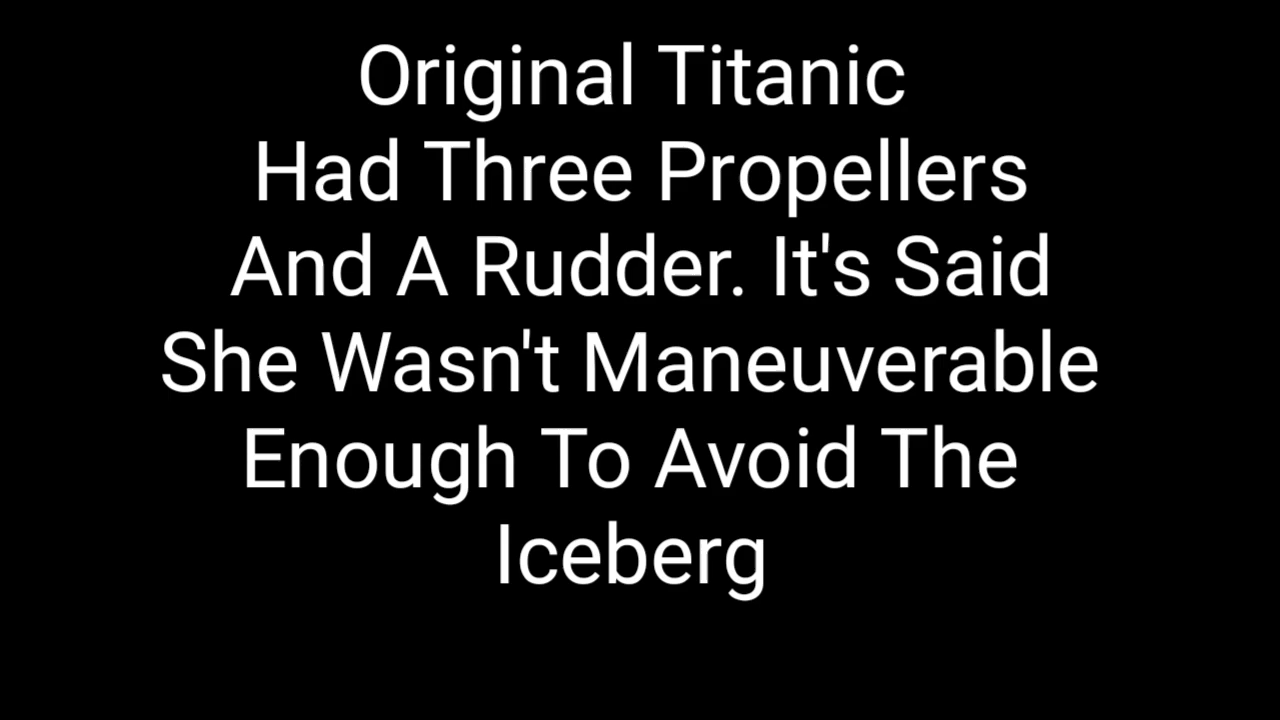 Original Titanic
Had Three Propellers
And A Rudder. It's Said
She Wasn't Maneuverable
Enough To Avoid The
Iceberg